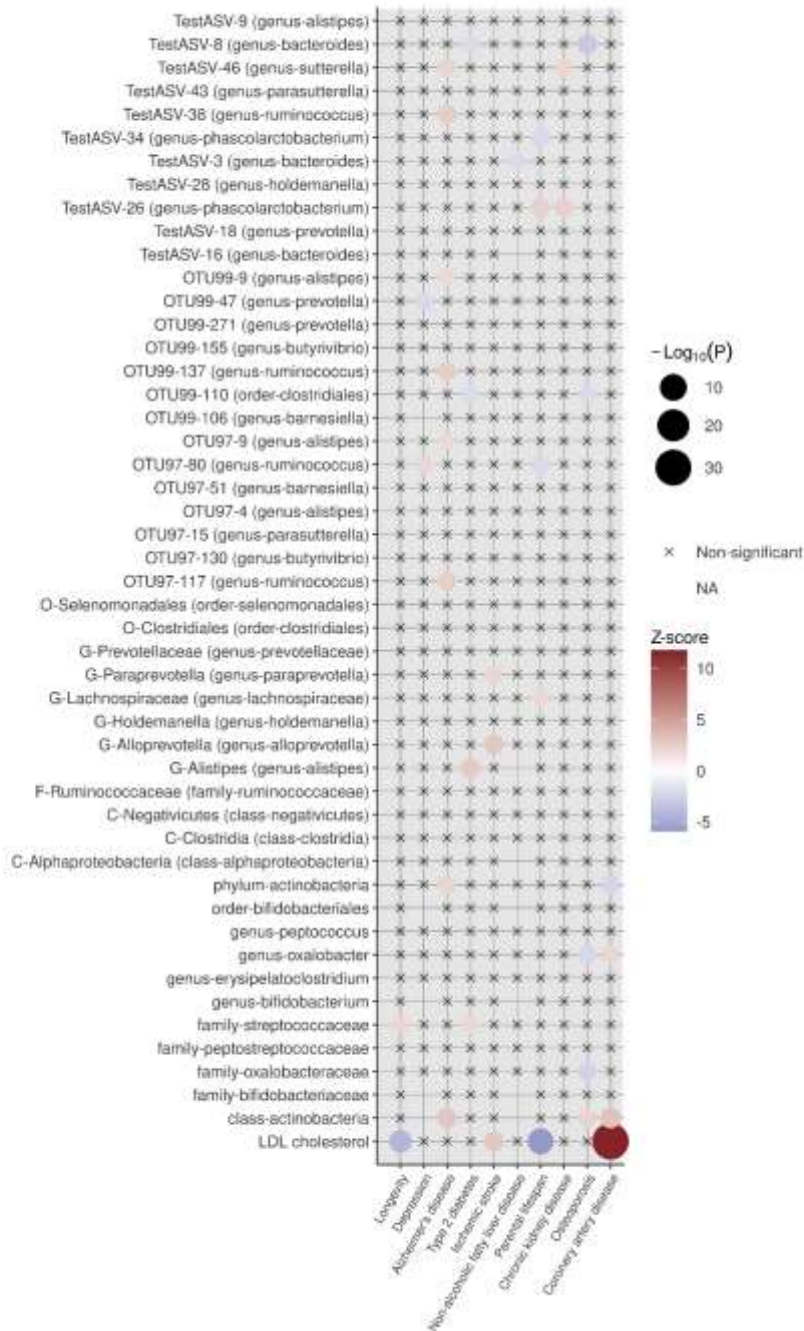 TestASV-9 (genus-alistipes)
TestASV-8 (genus-bacteroides)
TestASV-46 (genus-sutterella)
TestASV-43 (genus-parasutterella)
TestASV-38 (genus-ruminococcus)
TestASV-34 (genus-phascolarctobacterium)
TestASV-3 (genus-bacteroides)
TestASV-28 (genus-holdemanella)
TestASV-26 (genus-phascolarctobacterium)
TestASV-18 (genus-prevotella)
TestASV-16 (genus-bacteroides)
OTU99-9 (genus-alistipes)
OTU99-47 (genus-prevotella)
OTU99-271 (genus-prevotella)
OTU99-155 (genus-butyrivibrio)
OTU99-137 (genus-ruminococcus)
OTU99-110 (order-clostridiales)
OTU99-106 (genus-barnesiella)
OTU97-9 (genus-alistipes)
OTU97-80 (genus-ruminococcus)
OTU97-51 (genus-barnesiella)
OTU97-4 (genus-alistipes)
OTU97-15 (genus-parasutterella)
OTU97-130 (genus-butyrivibrio)
OTU97-117 (genus-ruminococcus)
O-Selenomonadales (order-selenomonadales)
O-Clostridiales (order-clostridiales)
G-Prevotellaceae (genus-prevotellaceae)
G-Paraprevotella (genus-paraprevotella)
G-Lachnospiraceae (genus-lachnospiraceae)
G-Holdemanella (genus-holdemanella)
G-Alloprevotella (genus-alloprevotella)
G-Alistipes (genus-alistipes)
F-Ruminococcaceae (family-ruminococcaceae)
C-Negativicutes (class-negativicutes)
C-Clostridia (class-clostridia)
C-Alphaproteobacteria (class-alphaproteobacteria)
phylum-actinobacteria
order-bifidobacteriales
genus-peptococcus
genus-oxalobacter
genus-erysipelatoclostridium
genus-bifidobacterium
family-streptococcaceae
family-peptostreptococcaceae
family-oxalobacteraceae
family-bifidobacteriaceae
class-actinobacteria
LDL cholesterol
Longevity
Depression
Alzheimer's disease
Type 2 diabetes
Ischemic stroke
Non-alcoholic fatty liver disease
Parental lifespan
Chronic kidney disease
Osteoporosis
Coronary artery disease
−Log₁₀(P)
10
20
30
× Non-significant
NA
Z-score
10
5
0
-5